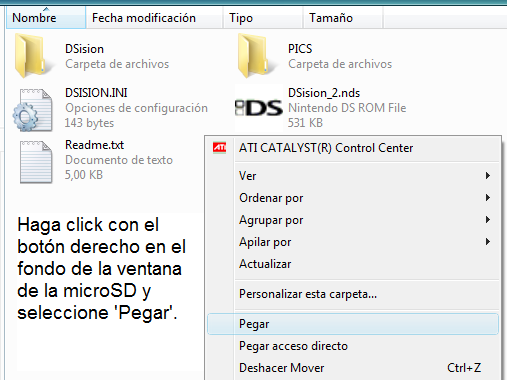 Nombre Fecha modificación Tipo Tamaño
DSision
Carpeta de archivos
PICS
Carpeta de archivos
DSISION.INI
Opciones de configuración
143 bytes
DSision_2.nds
Nintendo DS ROM File
531 KB
DS
Readme.txt
Documento de texto
5,00 KB
ATI
ATI CATALYST(R) Control Center
Ver
Ordenar por
Agrupar por
Apilar por
Actualizar
Personalizar esta carpeta...
Pegar
Pegar acceso directo
Deshacer Mover Ctrl+Z
Haga click con el
botón derecho en el
fondo de la ventana
de la microSD y
seleccione 'Pegar'.